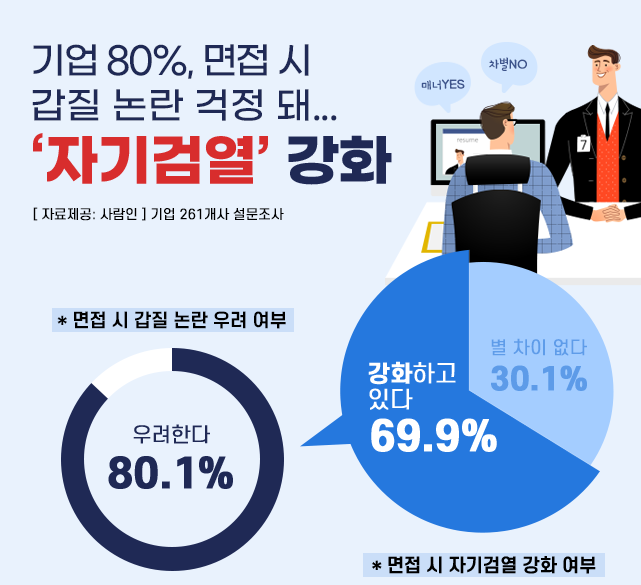 기업 80%, 면접 시
갑질 논란 걱정 돼...
‘자기검열’ 강화
[ 자료제공: 사람인 ] 기업 261개사 설문조사
매너YES
차별NO
resume
7
* 면접 시 갑질 논란 우려 여부
우려한다
80.1%
강화하고
있다
69.9%
별 차이 없다
30.1%
* 면접 시 자기검열 강화 여부